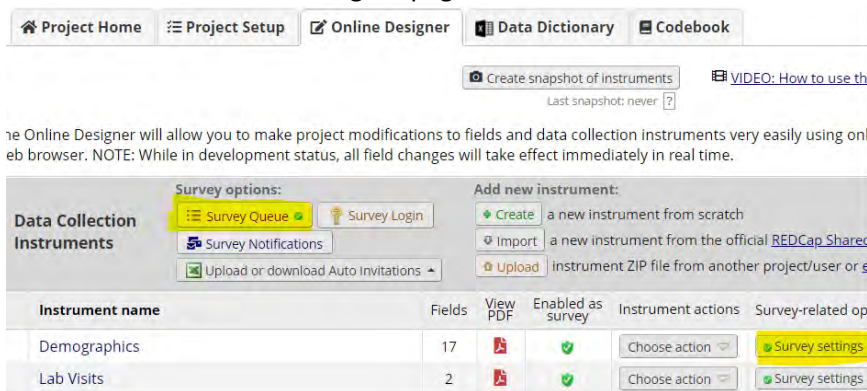 Project Home Project Setup Online Designer Data Dictionary Codebook
Create snapshot of instruments VIDEO: How to use th
Last snapshot: never ?
he Online Designer will allow you to make project modifications to fields and data collection instruments very easily using onl
eb browser. NOTE: While in development status, all field changes will take effect immediately in real time.
Survey options: Add new instrument:
Data Collection Instruments
Survey Queue Survey Login Create a new instrument from scratch
Survey Notifications Import a new instrument from the official REDCap Shared
Upload or download Auto Invitations Upload instrument ZIP file from another project/user or e
Instrument name Fields View PDF Enabled as survey Instrument actions Survey-related op
Demographics 17 Choose action Survey settings
Lab Visits 2 Choose action Survey settings